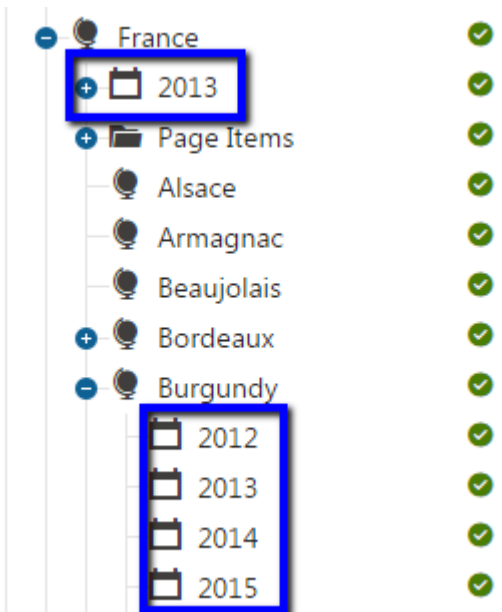 France
2013
Page Items
Alsace
Armagnac
Beaujolais
Bordeaux
Burgundy
2012
2013
2014
2015